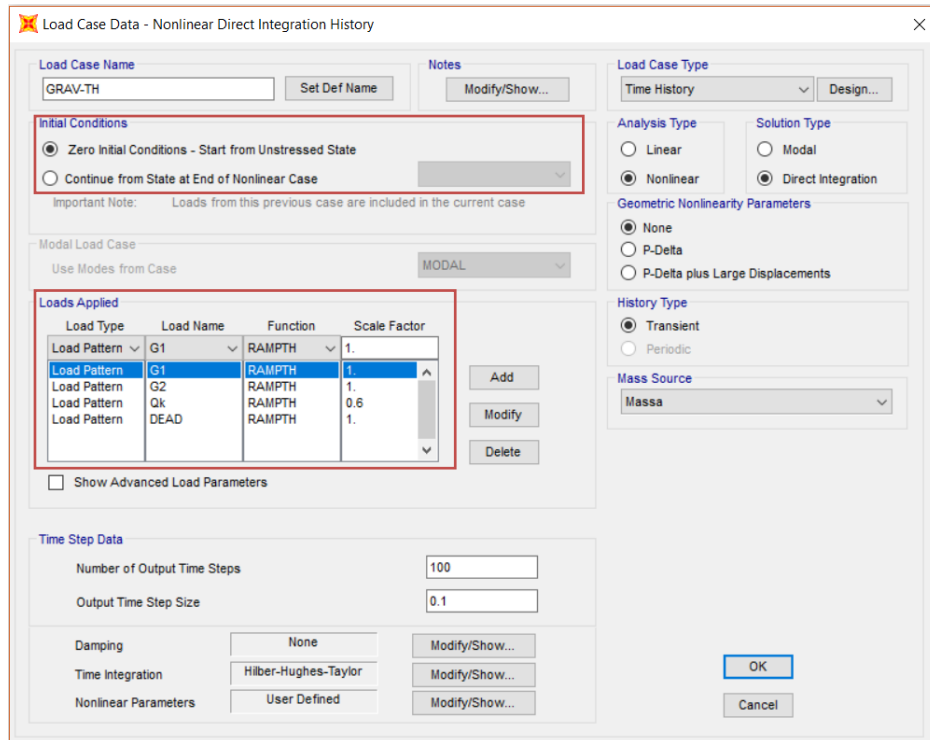 Load Case Data - Nonlinear Direct Integration History
Load Case Name
GRAV-TH
Set Def Name
Notes
Modify/Show...
Load Case Type
Time History
Design...
Initial Conditions
Zero Initial Conditions - Start from Unstressed State
Continue from State at End of Nonlinear Case
Important Note: Loads from this previous case are included in the current case
Analysis Type
Linear
Nonlinear
Solution Type
Modal
Direct Integration
Geometric Nonlinearity Parameters
None
P-Delta
P-Delta plus Large Displacements
Modal Load Case
Use Modes from Case
MODAL
History Type
Transient
Periodic
Loads Applied
Load Type Load Name Function Scale Factor
Load Pattern G1 RAMPTH 1.
Load Pattern G1 RAMPTH 1.
Load Pattern G2 RAMPTH 1.
Load Pattern Qk RAMPTH 0.6
Load Pattern DEAD RAMPTH 1.
Add
Modify
Delete
Show Advanced Load Parameters
Mass Source
Massa
Time Step Data
Number of Output Time Steps 100
Output Time Step Size 0.1
Damping None Modify/Show...
Time Integration Hilber-Hughes-Taylor Modify/Show...
Nonlinear Parameters User Defined Modify/Show...
OK
Cancel